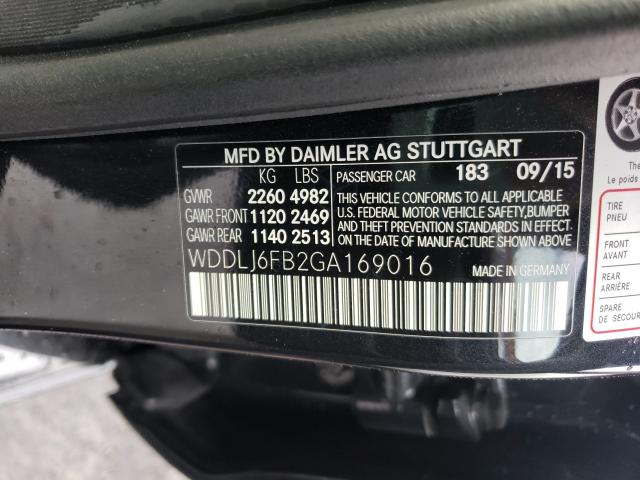 MFD BY DAIMLER AG STUTTGART
KG LBS
GVWR 2260 4982
GAWR FRONT 1120 2469
GAWR REAR 1140 2513
PASSENGER CAR 183 09/15
THIS VEHICLE CONFORMS TO ALL APPLICABLE
U.S. FEDERAL MOTOR VEHICLE SAFETY, BUMPER
AND THEFT PREVENTION STANDARDS IN EFFECT
ON DATE OF MANUFACTURE SHOWN ABOVE.
WDDLJ6FB2GA169016
MADE IN GERMANY
The
Le poids
TIRE
PNEU
FRONT
AVANT
REAR
ARRIÈRE
SPARE
DE SECOUR